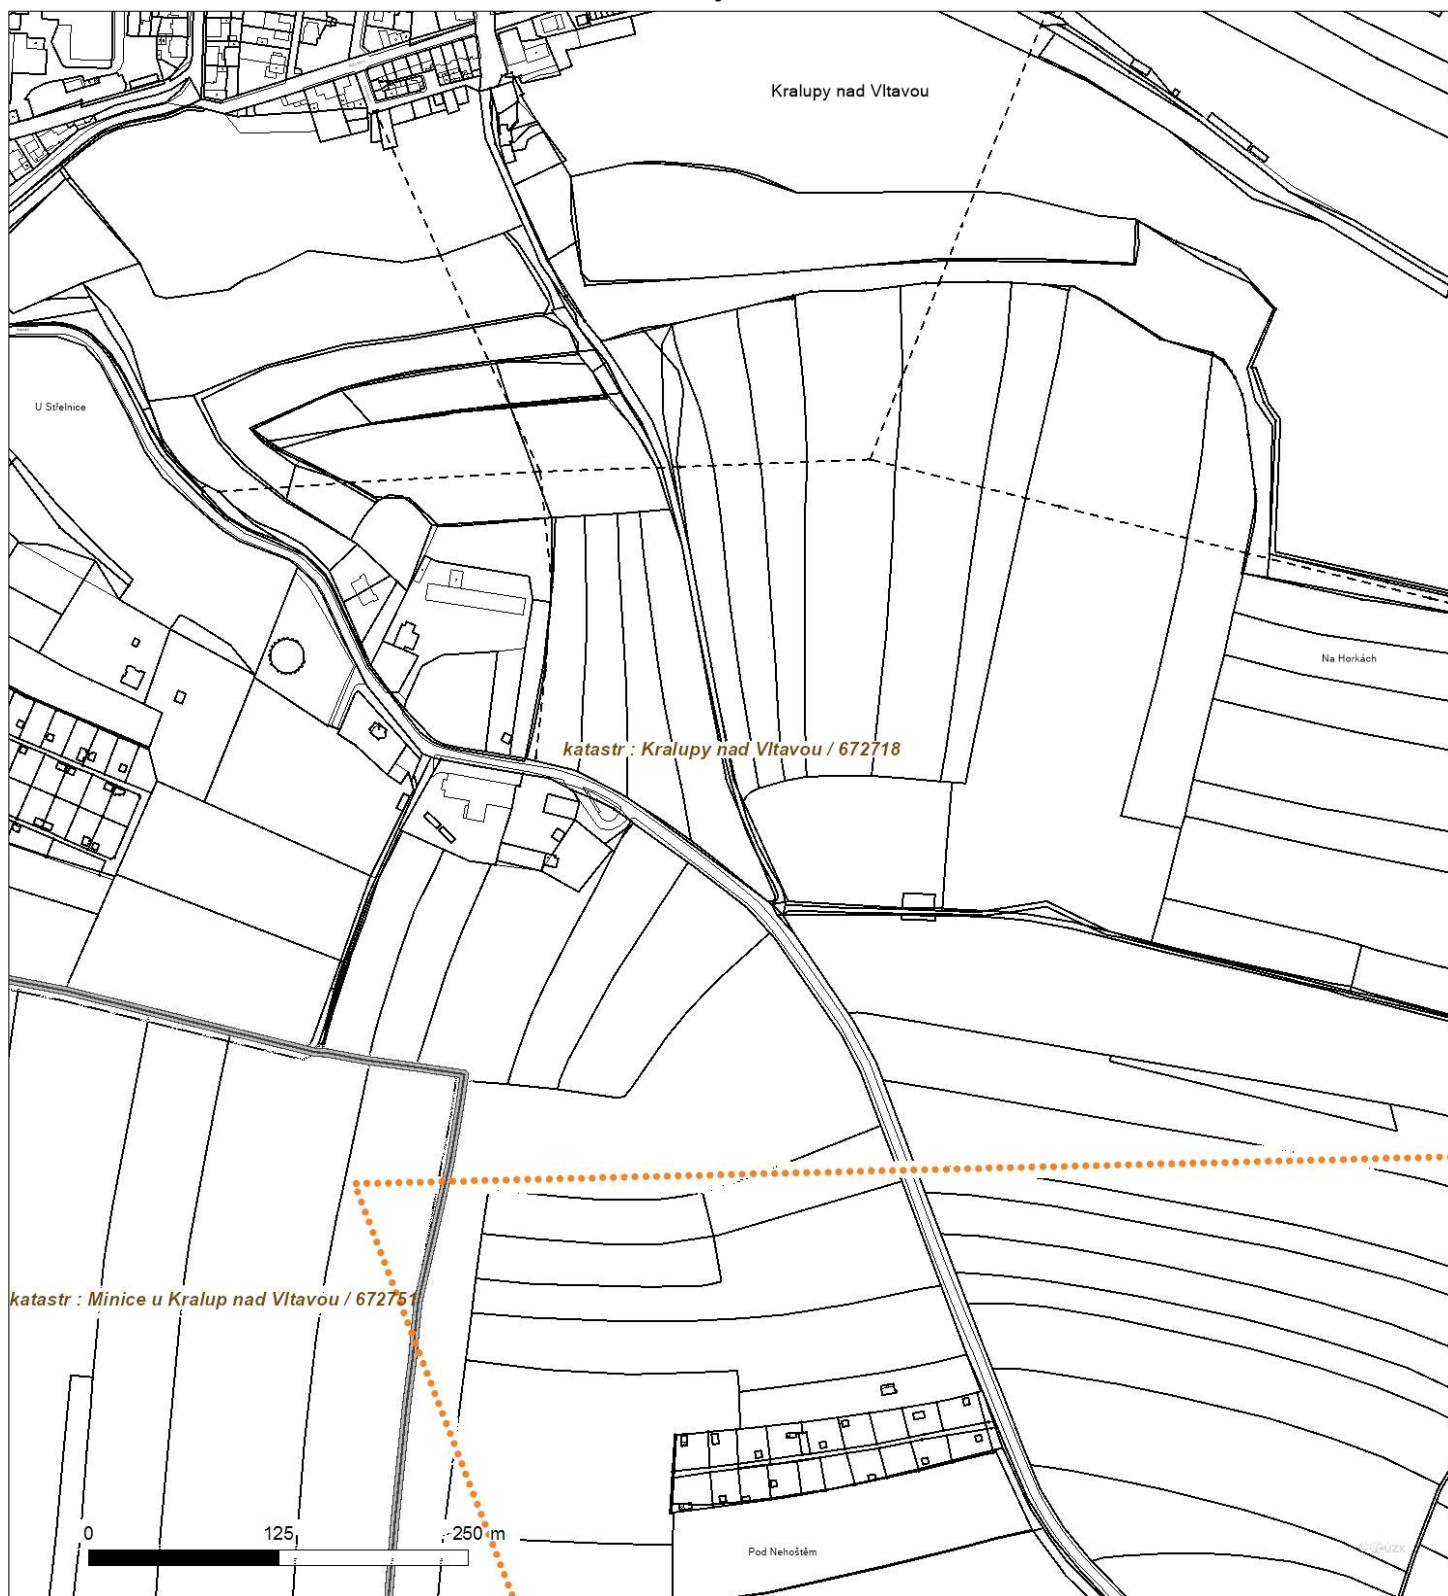 Kralupy nad Vltavou
U Střelnice
Na Horkách
katastr : Kralupy nad Vltavou / 672718
katastr : Minice u Kralup nad Vltavou / 672751
0 125 250 m
Pod Nehoštěm
ČÚZK